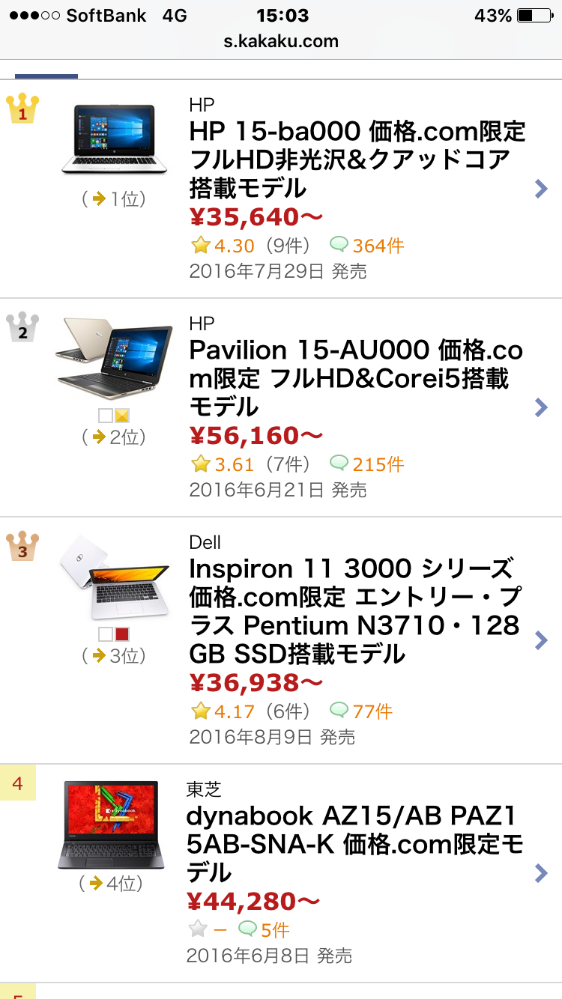 SoftBank 4G 15:03 43%
s.kakaku.com
1
HP
HP 15-ba000 価格.com限定
フルHD非光沢&クアッドコア
搭載モデル
(→1位)
¥35,640〜
4.30（9件） 364件
2016年7月29日 発売
2
HP
Pavilion 15-AU000 価格.co
m限定 フルHD&Corei5搭載
モデル
(→2位)
¥56,160〜
3.61（7件） 215件
2016年6月21日 発売
3
Dell
Inspiron 11 3000 シリーズ
価格.com限定 エントリー・プ
ラス Pentium N3710・128
GB SSD搭載モデル
(→3位)
¥36,938〜
4.17（6件） 77件
2016年8月9日 発売
4
東芝
dynabook AZ15/AB PAZ1
5AB-SNA-K 価格.com限定モ
デル
dynabook
(→4位)
¥44,280〜
－ 5件
2016年6月8日 発売